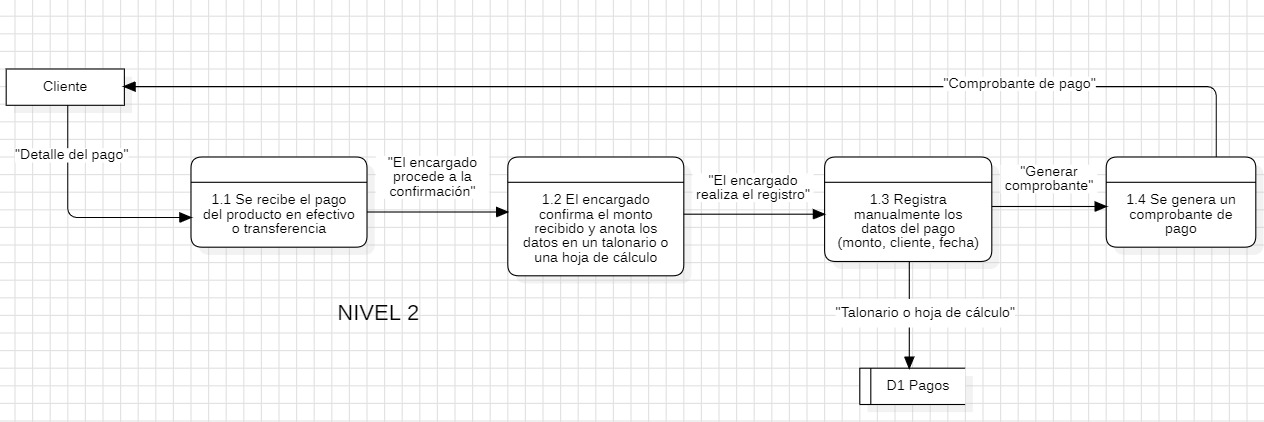 Cliente
"Comprobante de pago"
"Detalle del pago"
1.1 Se recibe el pago
del producto en efectivo
o transferencia
"El encargado
procede a la
confirmación"
1.2 El encargado
confirma el monto
recibido y anota los
datos en un talonario o
una hoja de cálculo
"El encargado
realiza el registro"
1.3 Registra
manualmente los
datos del pago
(monto, cliente, fecha)
"Generar
comprobante"
1.4 Se genera un
comprobante de
pago
NIVEL 2
"Talonario o hoja de cálculo"
D1 Pagos